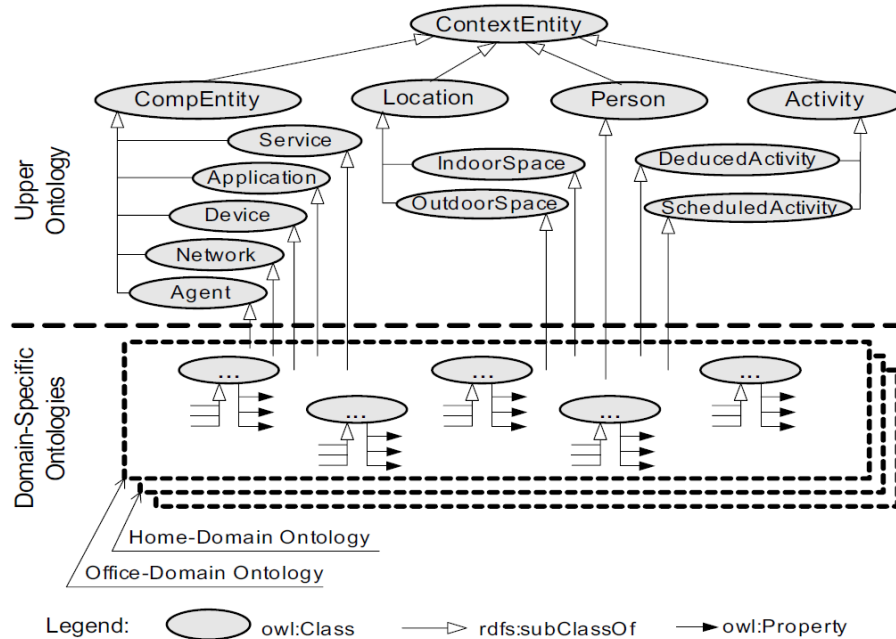 ContextEntity
CompEntity
Location
Person
Activity
Service
IndoorSpace
DeducedActivity
Application
OutdoorSpace
ScheduledActivity
Device
Network
Agent
Upper
Ontology
...
...
...
...
...
Domain-Specific
Ontologies
Home-Domain Ontology
Office-Domain Ontology
Legend: owl:Class rdfs:subClassOf owl:Property